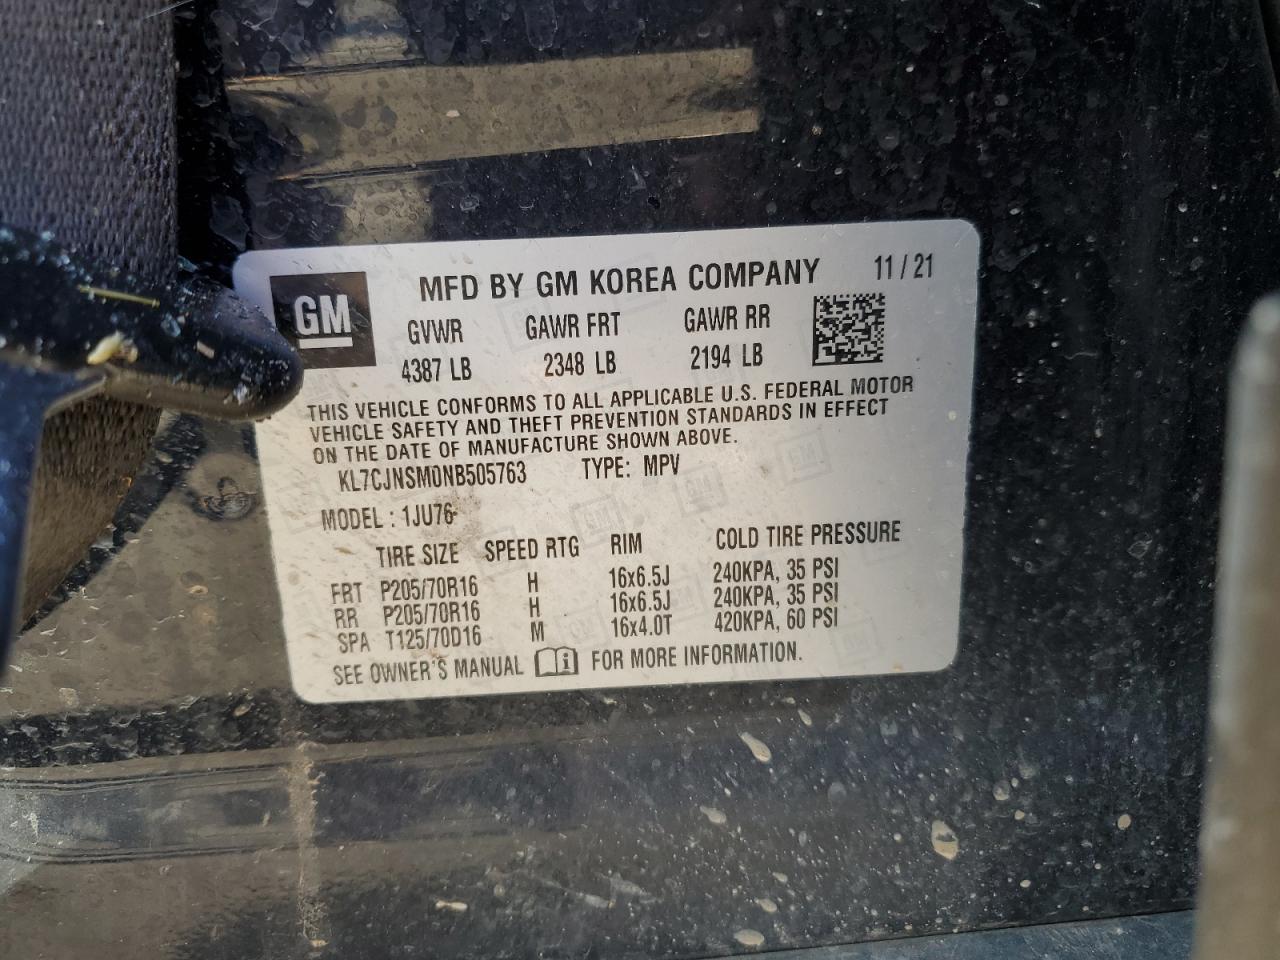 GM
MFD BY GM KOREA COMPANY 11/21
GVWR GAWR FRT GAWR RR
4387 LB 2348 LB 2194 LB
THIS VEHICLE CONFORMS TO ALL APPLICABLE U.S. FEDERAL MOTOR
VEHICLE SAFETY AND THEFT PREVENTION STANDARDS IN EFFECT
ON THE DATE OF MANUFACTURE SHOWN ABOVE.
KL7CJNSM0NB505763 TYPE: MPV
MODEL : 1JU76
TIRE SIZE SPEED RTG RIM COLD TIRE PRESSURE
FRT P205/70R16 H 16x6.5J 240KPA, 35 PSI
RR P205/70R16 H 16x6.5J 240KPA, 35 PSI
SPA T125/70D16 M 16x4.0T 420KPA, 60 PSI
SEE OWNER'S MANUAL i FOR MORE INFORMATION.